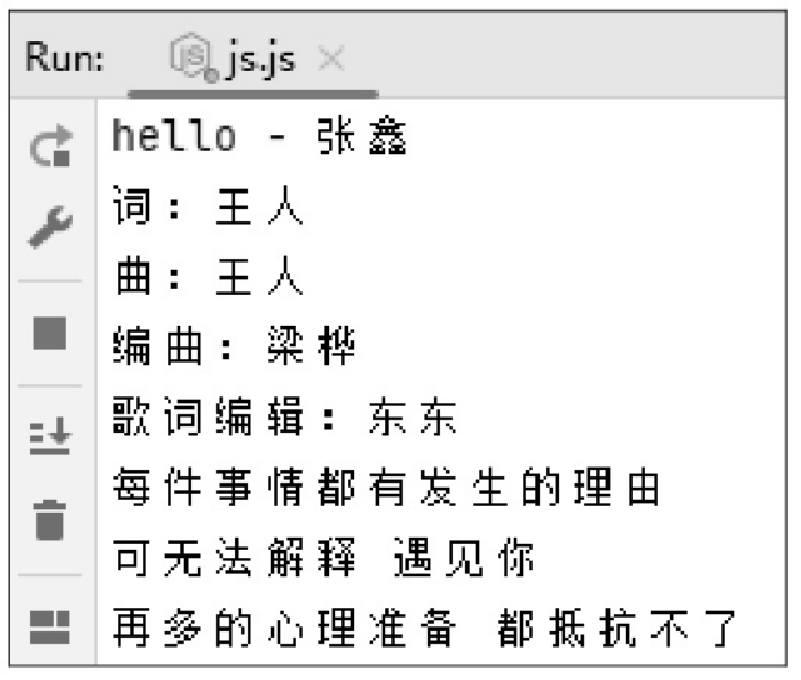 Run: js.js
hello - 张鑫
词：王人
曲：王人
编曲：梁桦
歌词编辑：东东
每件事情都有发生的理由
可无法解释 遇见你
再多的心理准备 都抵抗不了